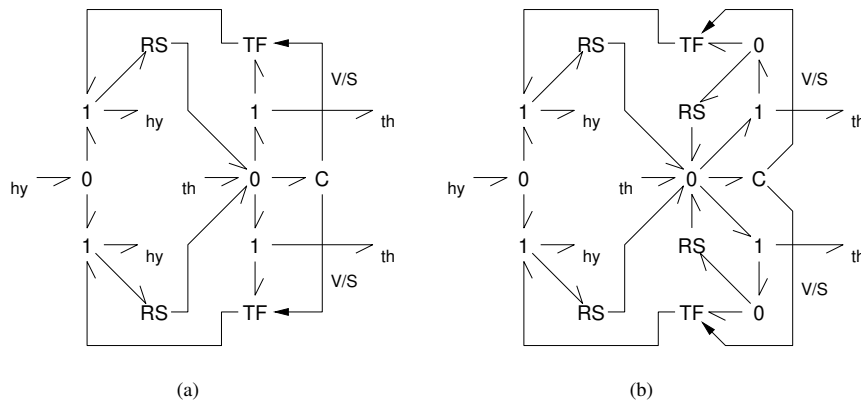 RS TF RS TF 0
V/S V/S
1 hy 1 th 1 hy RS 1 th
hy 0 th 0 C hy 0 th 0 C
1 hy 1 th 1 hy RS 1 th
V/S V/S
RS TF RS TF 0
(a) (b)